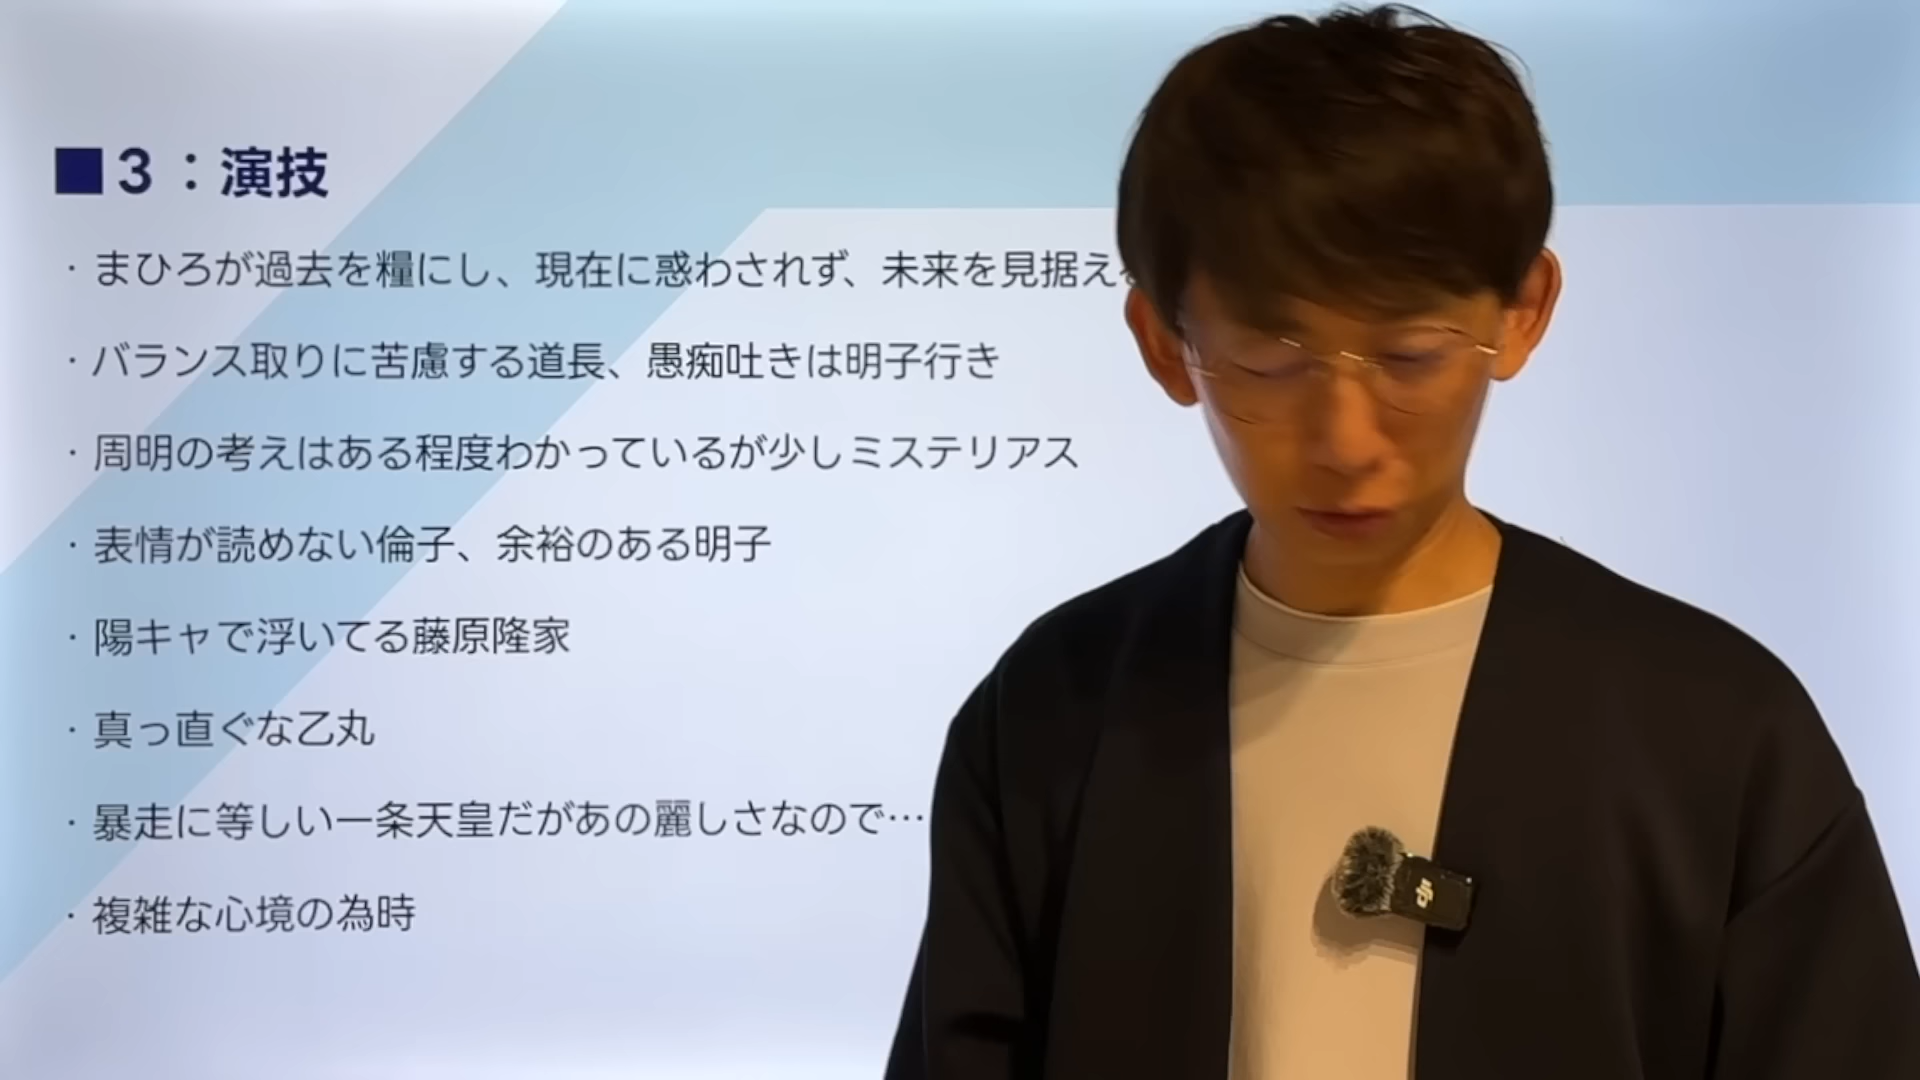 ■3：演技
・まひろが過去を糧にし、現在に惑わされず、未来を見据え
・バランス取りに苦慮する道長、愚痴吐きは明子行き
・周明の考えはある程度わかっているが少しミステリアス
・表情が読めない倫子、余裕のある明子
・陽キャで浮いてる藤原隆家
・真っ直ぐな乙丸
・暴走に等しい一条天皇だがあの麗しさなので…
・複雑な心境の為時